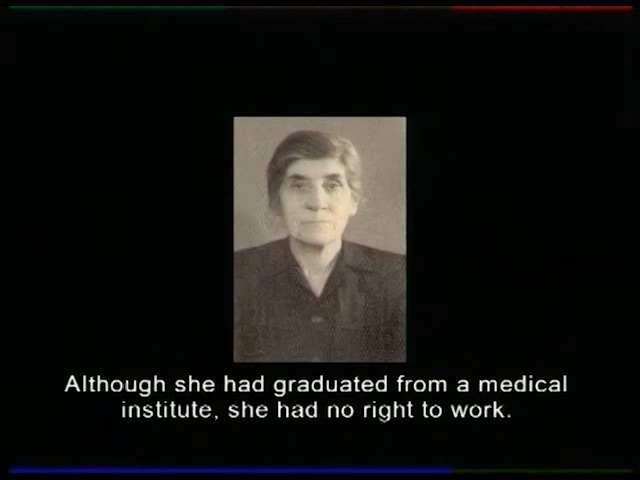 Although she had graduated from a medical
institute, she had no right to work.